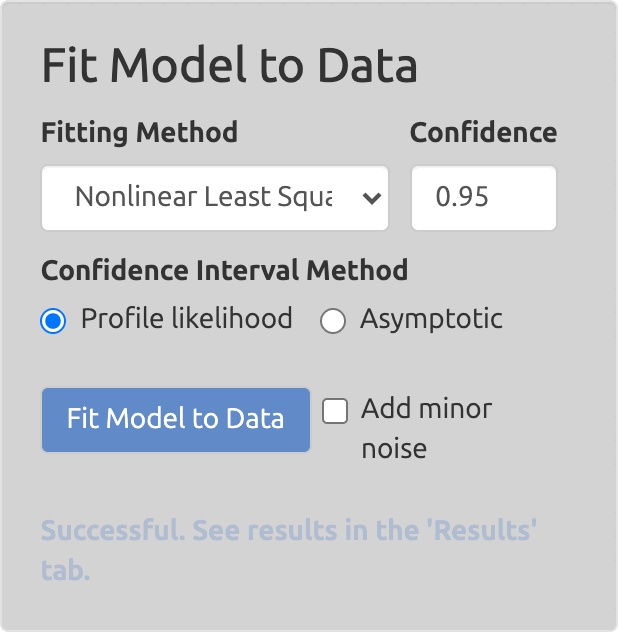 Fit Model to Data
Fitting Method Confidence
Nonlinear Least Squa 0.95
Confidence Interval Method
Profile likelihood Asymptotic
Fit Model to Data Add minor
noise
Successful. See results in the 'Results'
tab.